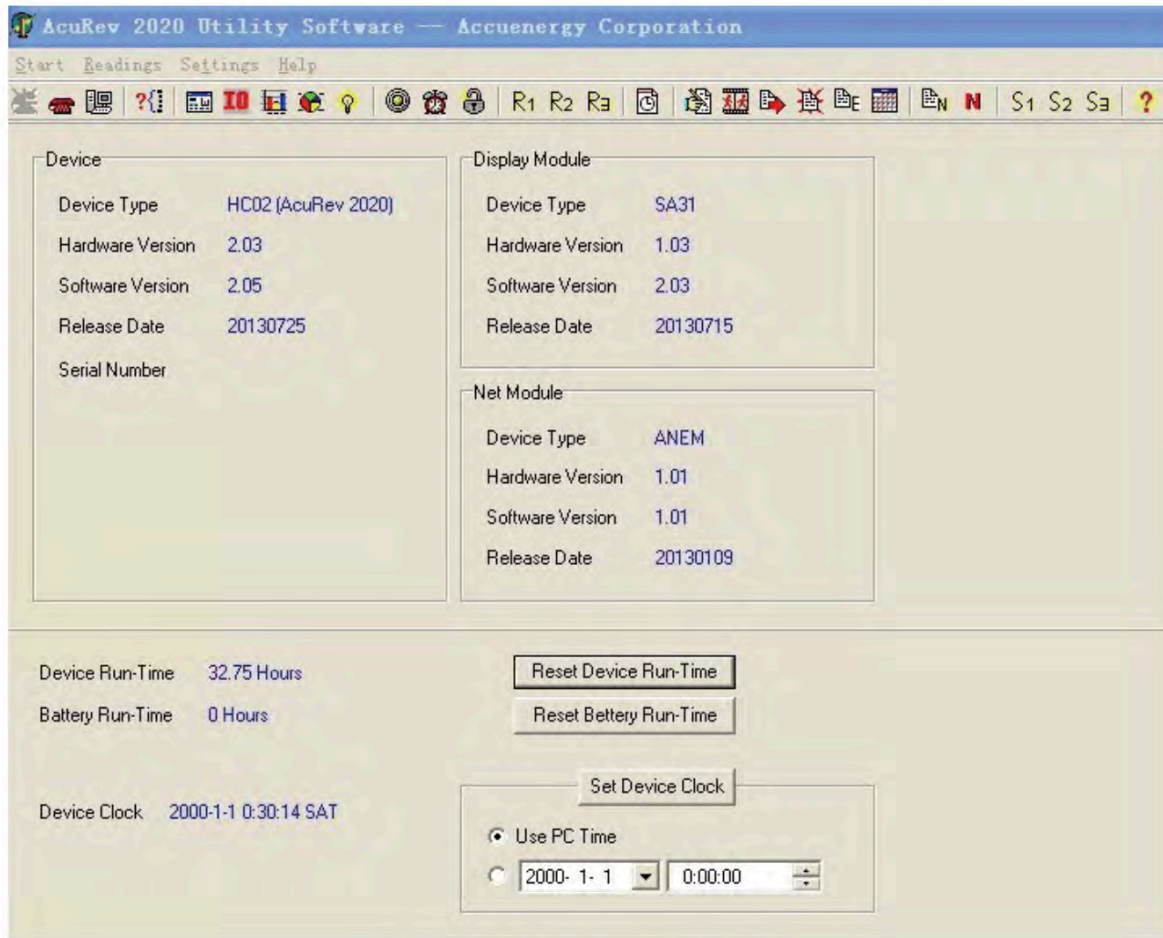 AcuRev 2020 Utility Software -- Accuenergy Corporation
Start Readings Settings Help
?{ IO R1 R2 R3 E N N S1 S2 S3 ?
Device
Device Type HC02 (AcuRev 2020)
Hardware Version 2.03
Software Version 2.05
Release Date 20130725
Serial Number
Display Module
Device Type SA31
Hardware Version 1.03
Software Version 2.03
Release Date 20130715
Net Module
Device Type ANEM
Hardware Version 1.01
Software Version 1.01
Release Date 20130109
Device Run-Time 32.75 Hours
Reset Device Run-Time
Battery Run-Time 0 Hours
Reset Bettery Run-Time
Device Clock 2000-1-1 0:30:14 SAT
Set Device Clock
Use PC Time
2000- 1- 1 0:00:00